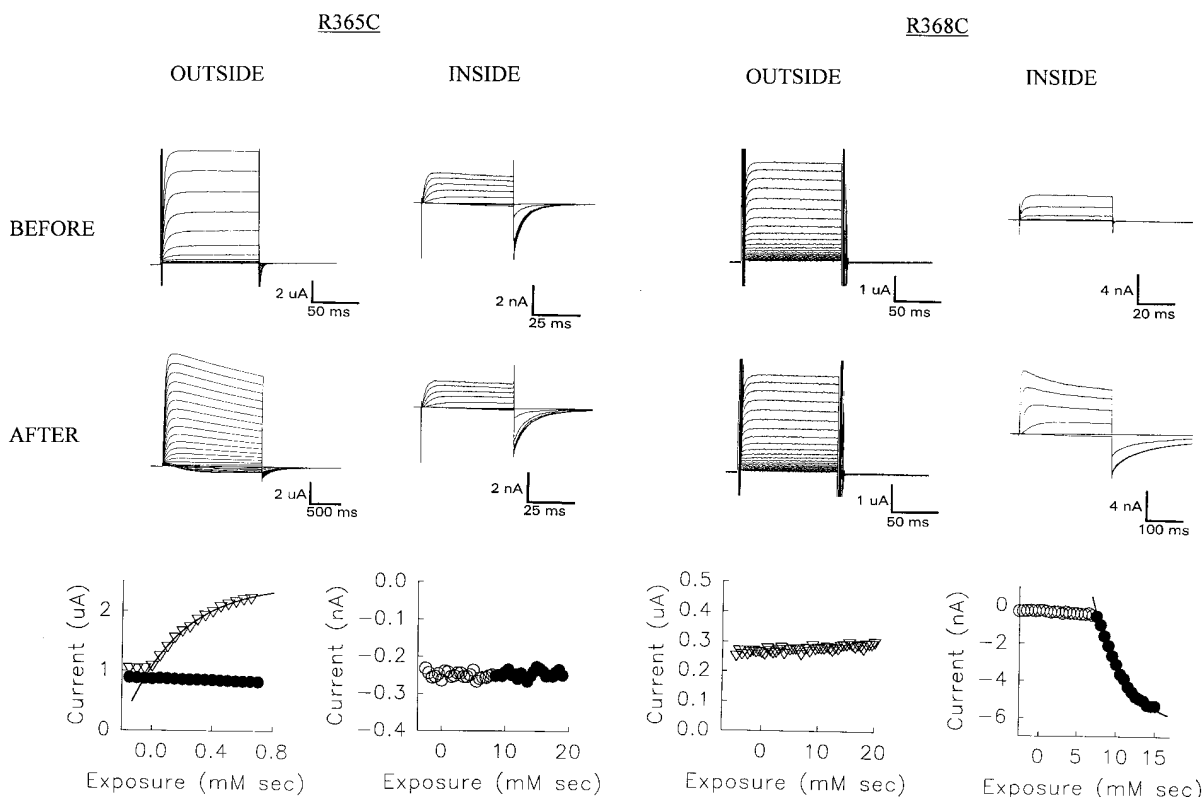 R365C
R368C
OUTSIDE INSIDE OUTSIDE INSIDE
BEFORE
2 uA
50 ms
2 nA
25 ms
1 uA
50 ms
4 nA
20 ms
AFTER
2 uA
500 ms
2 nA
25 ms
1 uA
50 ms
4 nA
100 ms
Current (uA)
2
1
0
0.0 0.4 0.8
Exposure (mM sec)
Current (nA)
0.0
-0.1
-0.2
-0.3
-0.4
0 10 20
Exposure (mM sec)
Current (uA)
0.5
0.4
0.3
0.2
0.1
0.0
0 10 20
Exposure (mM sec)
Current (nA)
0
-2
-4
-6
0 5 10 15
Exposure (mM sec)